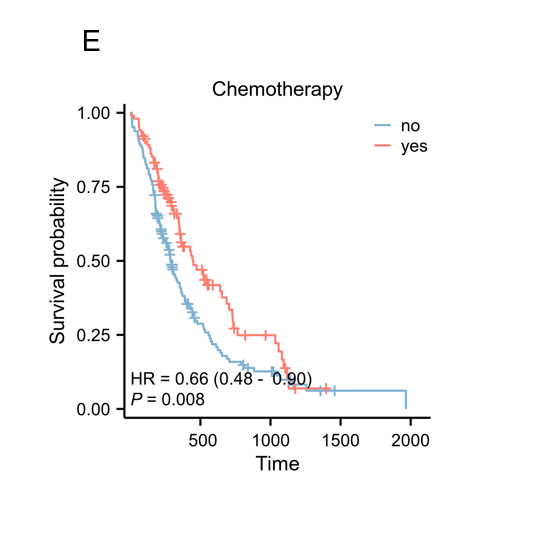 E
Chemotherapy
no
yes
Survival probability
1.00
0.75
0.50
0.25
0.00
HR = 0.66 (0.48 - 0.90)
P = 0.008
500 1000 1500 2000
Time